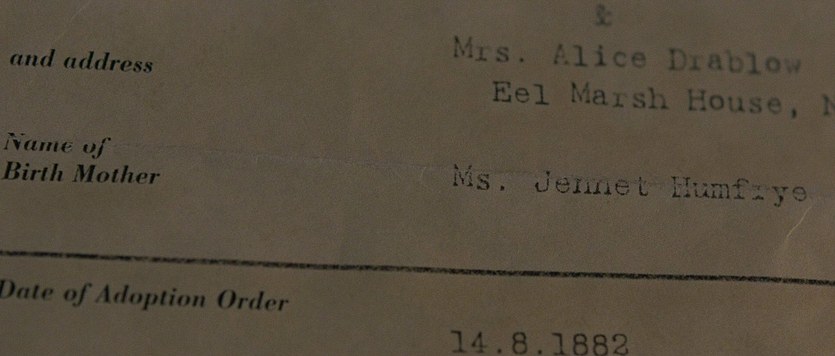 &
and address Mrs. Alice Drablow
Eel Marsh House,
Name of
Birth Mother Ms. Jennet Humfrye
Date of Adoption Order
14.8.1882